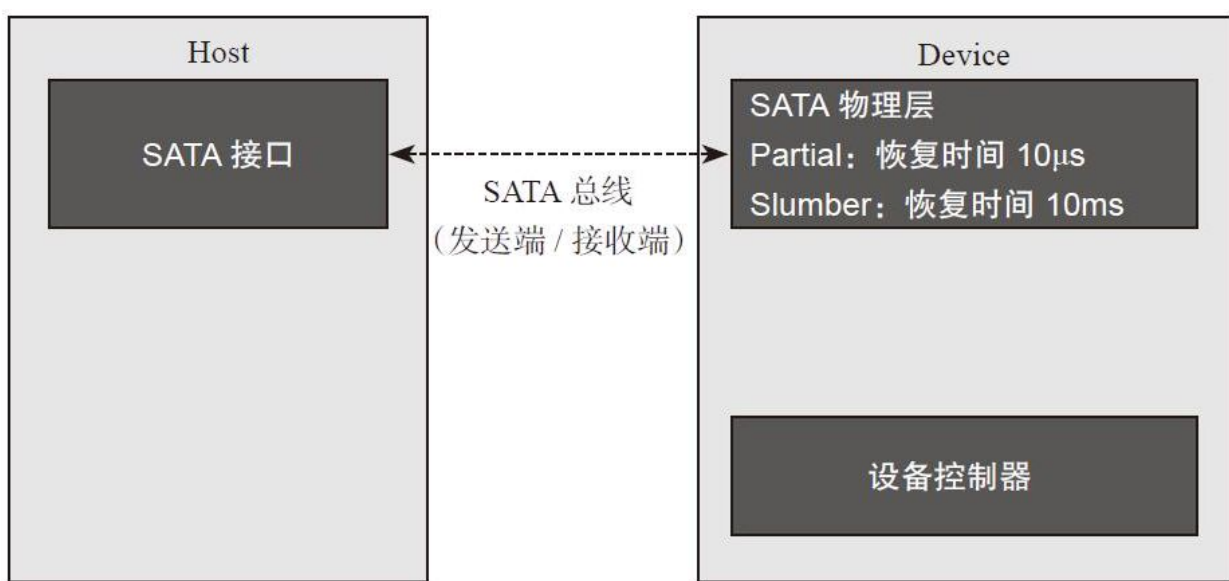 Host
SATA 接口
SATA 总线
（发送端 / 接收端）
Device
SATA 物理层
Partial：恢复时间 10μs
Slumber：恢复时间 10ms
设备控制器